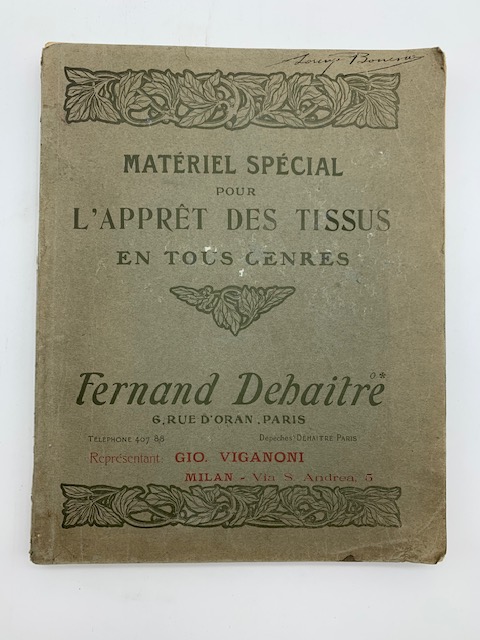 MATÉRIEL SPÉCIAL
POUR
L'APPRÊT DES TISSUS
EN TOUS GENRES
Fernand Dehaitre
6, RUE D'ORAN, PARIS
TÉLÉPHONE 407 88 Dépêches: DEHAITRE PARIS
Représentant GIO. VIGANONI
MILAN - Via S. Andrea, 5